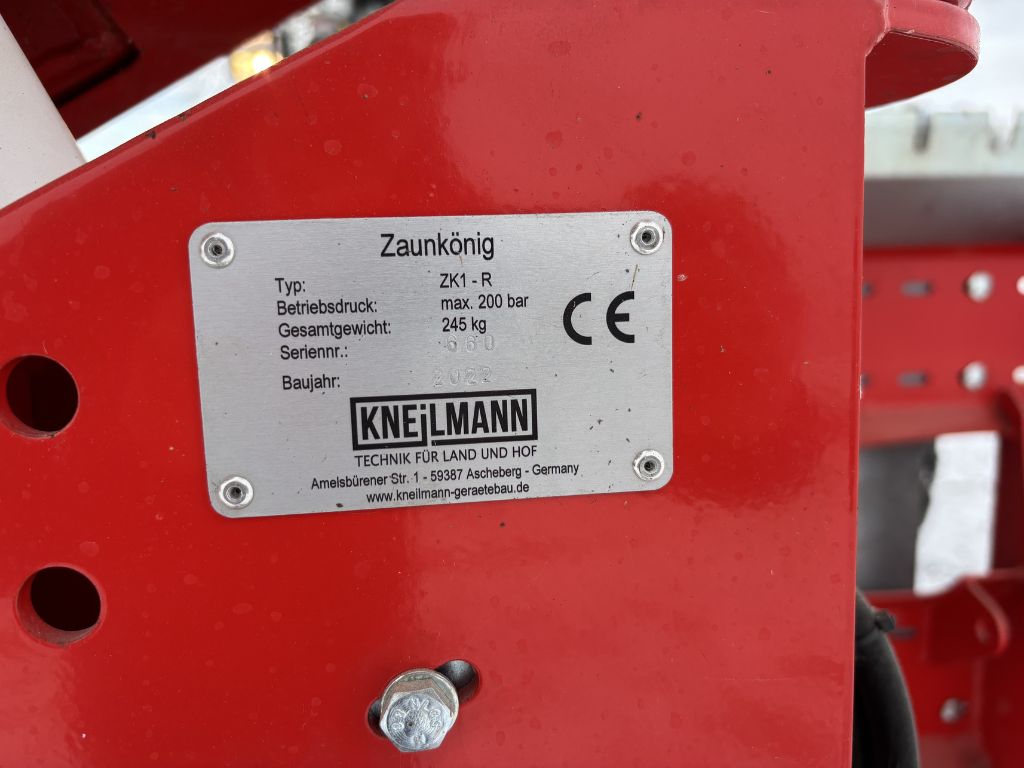 Zaunkönig
Typ: ZK1 - R
Betriebsdruck: max. 200 bar
Gesamtgewicht: 245 kg
Seriennr.: 660
Baujahr: 2022
CE
KNEiLMANN
TECHNIK FÜR LAND UND HOF
Amelsbürener Str. 1 - 59387 Ascheberg - Germany
www.kneilmann-geraetebau.de